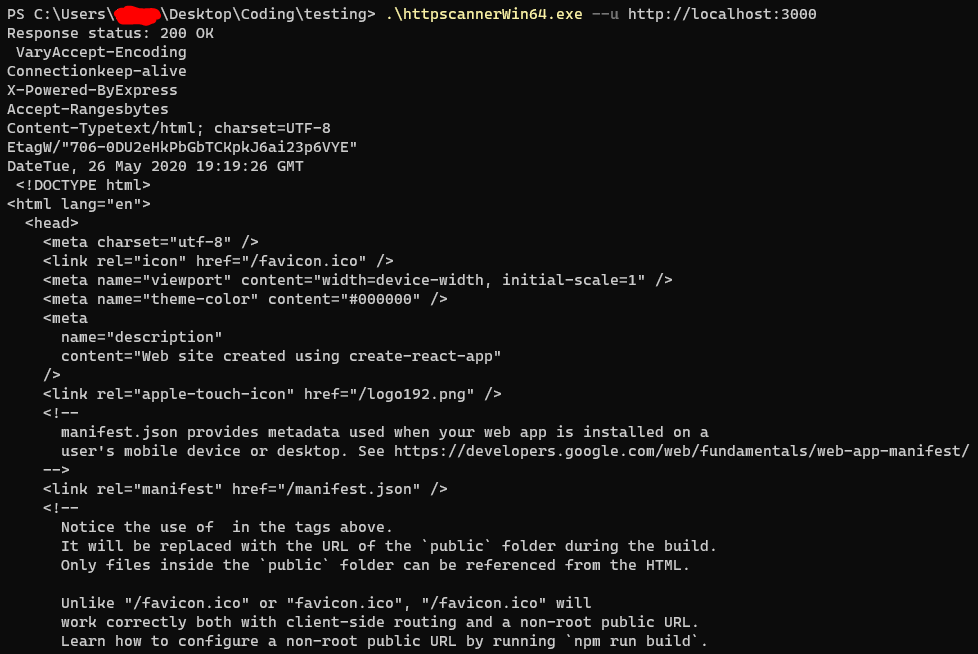 PS C:\Users\ \Desktop\Coding\testing> .\httpscannerWin64.exe --u http://localhost:3000
Response status: 200 OK
 VaryAccept-Encoding
Connectionkeep-alive
X-Powered-ByExpress
Accept-Rangesbytes
Content-Typetext/html; charset=UTF-8
EtagW/"706-0DU2eHkPbGbTCKpkJ6ai23p6VYE"
DateTue, 26 May 2020 19:19:26 GMT
 <!DOCTYPE html>
<html lang="en">
  <head>
    <meta charset="utf-8" />
    <link rel="icon" href="/favicon.ico" />
    <meta name="viewport" content="width=device-width, initial-scale=1" />
    <meta name="theme-color" content="#000000" />
    <meta
      name="description"
      content="Web site created using create-react-app"
    />
    <link rel="apple-touch-icon" href="/logo192.png" />
    <!--
      manifest.json provides metadata used when your web app is installed on a
      user's mobile device or desktop. See https://developers.google.com/web/fundamentals/web-app-manifest/
    -->
    <link rel="manifest" href="/manifest.json" />
    <!--
      Notice the use of  in the tags above.
      It will be replaced with the URL of the `public` folder during the build.
      Only files inside the `public` folder can be referenced from the HTML.

      Unlike "/favicon.ico" or "favicon.ico", "/favicon.ico" will
      work correctly both with client-side routing and a non-root public URL.
      Learn how to configure a non-root public URL by running `npm run build`.